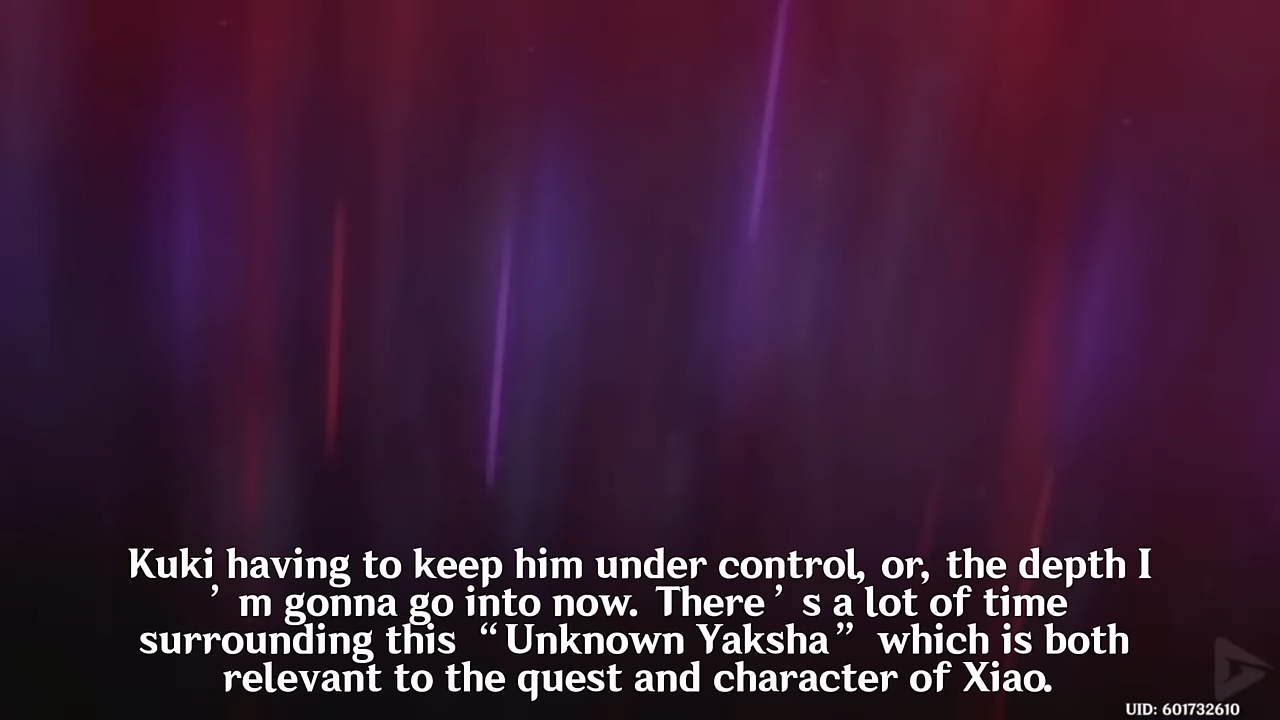 Kuki having to keep him under control, or, the depth I
’ m gonna go into now. There ’ s a lot of time
surrounding this “Unknown Yaksha” which is both
relevant to the quest and character of Xiao.
UID: 601732610